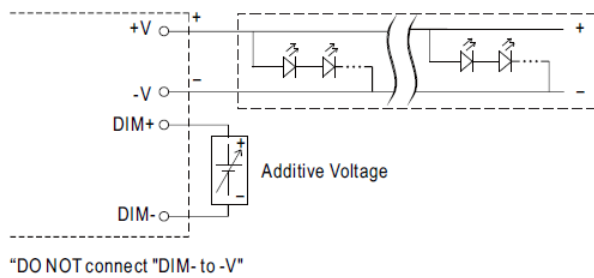 +V
+
+
-V
–
–
DIM+
+
Additive Voltage
–
DIM-
“DO NOT connect "DIM- to -V"